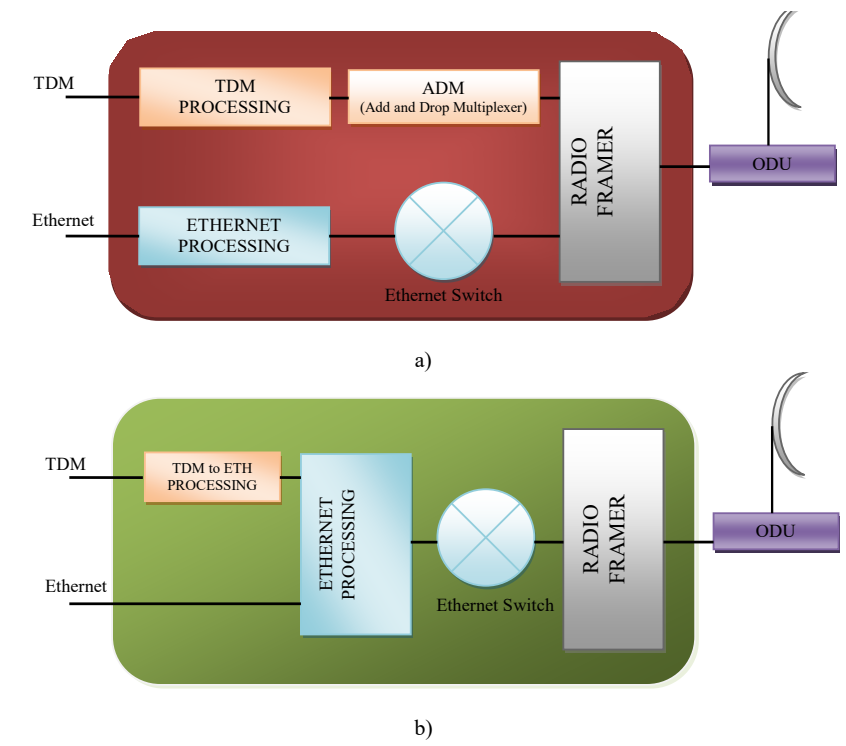 TDM
TDM
PROCESSING
ADM
(Add and Drop Multiplexer)
RADIO
FRAMER
ODU
Ethernet
ETHERNET
PROCESSING
Ethernet Switch
a)
TDM
TDM to ETH
PROCESSING
ETHERNET
PROCESSING
RADIO
FRAMER
ODU
Ethernet
Ethernet Switch
b)